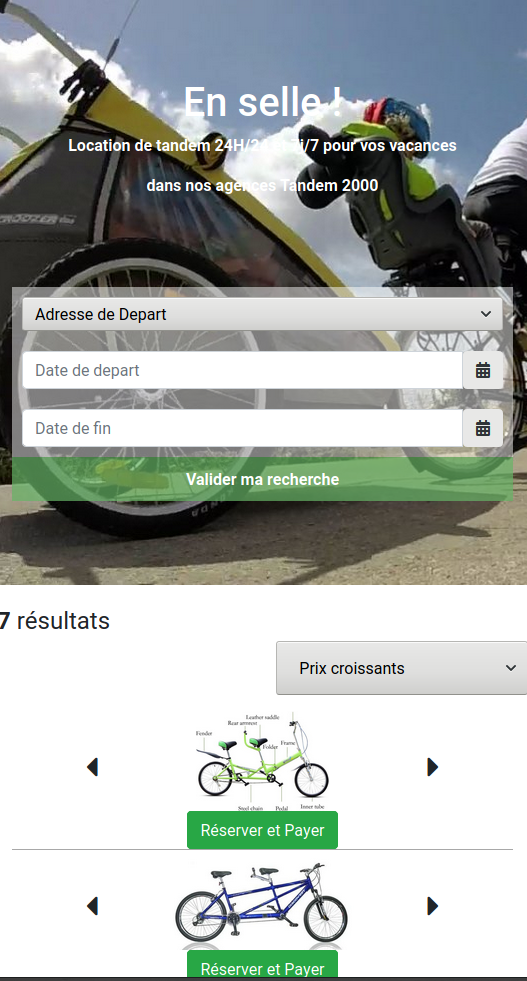 En selle !
Location de tandem 24H/24 et 7j/7 pour vos vacances
dans nos agences Tandem 2000
Adresse de Depart
Date de depart
Date de fin
Valider ma recherche
7 résultats
Prix croissants
Leather saddle
Rear armrest
Fender
Folder
Frame
Steel chain
Pedal
Inner tube
Réserver et Payer
Réserver et Payer